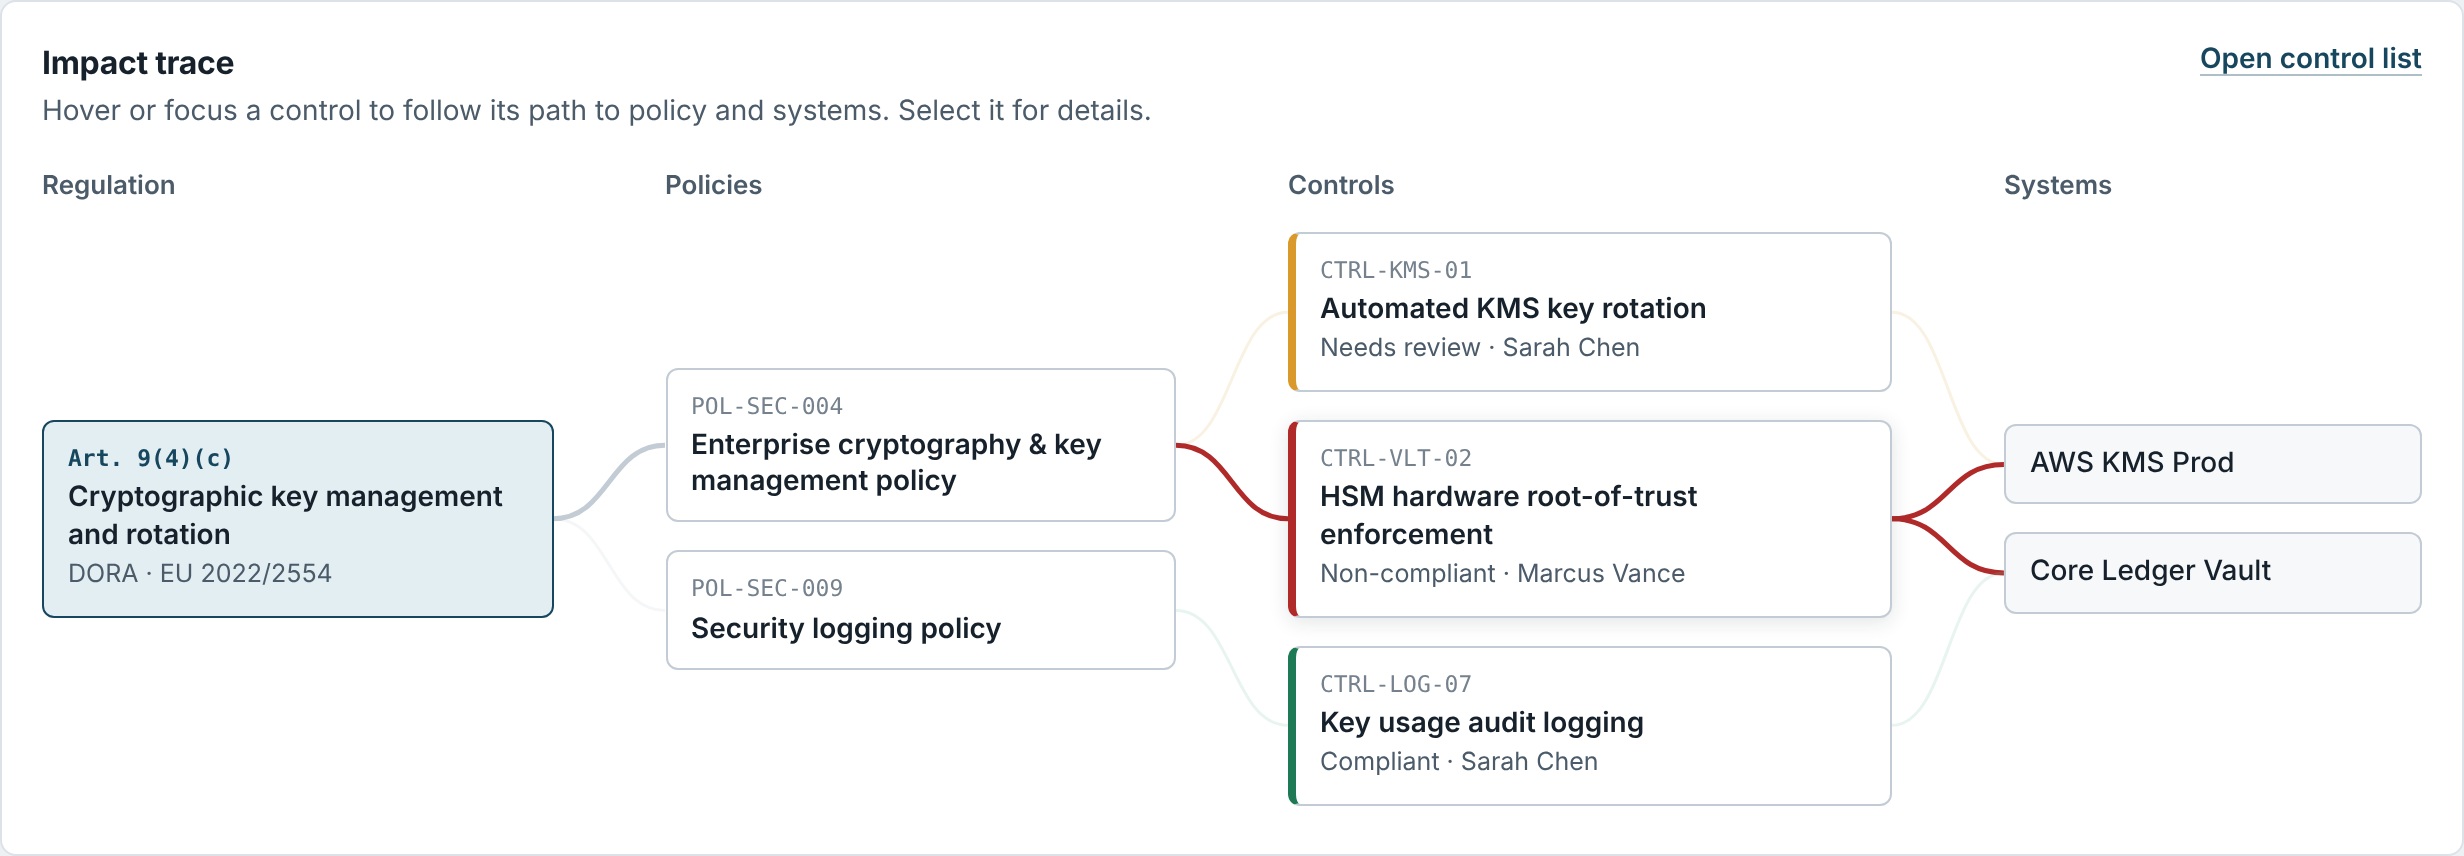 Impact trace
Open control list
Hover or focus a control to follow its path to policy and systems. Select it for details.
Regulation
Policies
Controls
Systems
Art. 9(4)(c)
Cryptographic key management
and rotation
DORA · EU 2022/2554
POL-SEC-004
Enterprise cryptography & key
management policy
POL-SEC-009
Security logging policy
CTRL-KMS-01
Automated KMS key rotation
Needs review · Sarah Chen
CTRL-VLT-02
HSM hardware root-of-trust
enforcement
Non-compliant · Marcus Vance
CTRL-LOG-07
Key usage audit logging
Compliant · Sarah Chen
AWS KMS Prod
Core Ledger Vault